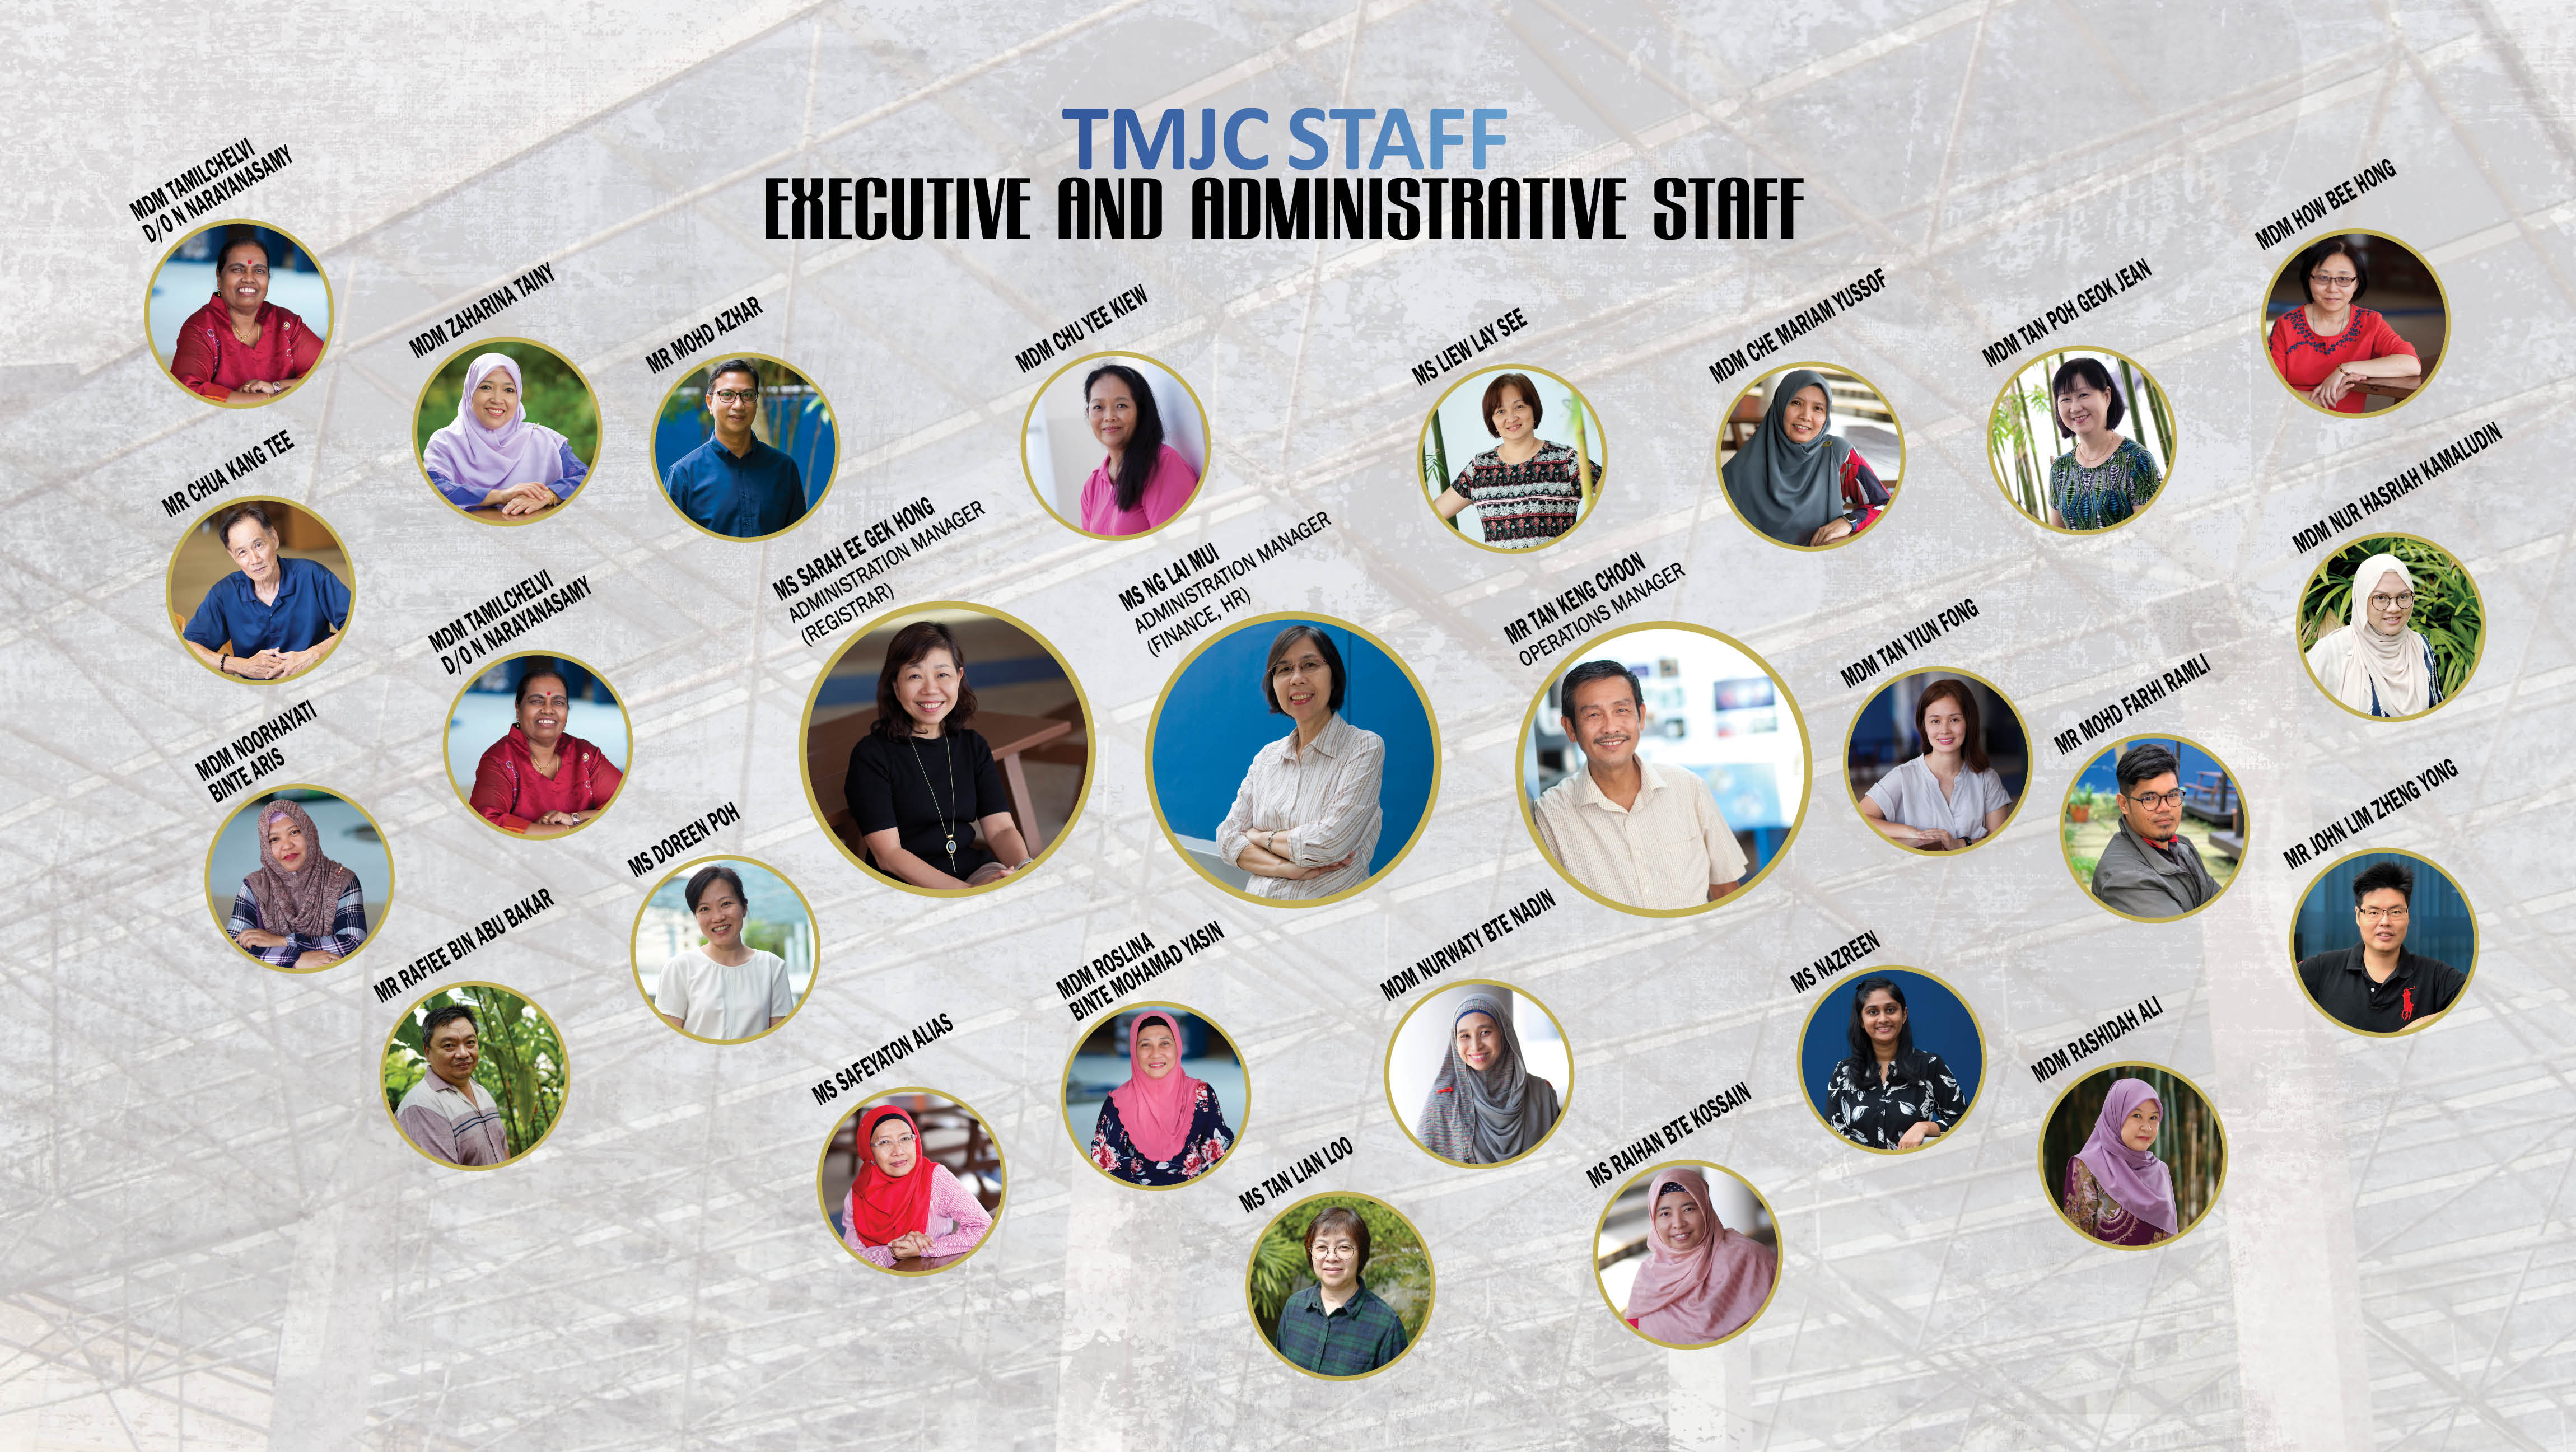 TMJC STAFF
EXECUTIVE AND ADMINISTRATIVE STAFF
MDM TAMILCHELVI
D/O N NARAYANASAMY
MDM ZAHARINA TAINY
MR MOHD AZHAR
MDM CHU YEE KIEW
MS LIEW LAY SEE
MDM CHE MARIAM YUSSOF
MDM TAN POH GEOK JEAN
MDM HOW BEE HONG
MR CHUA KANG TEE
MDM TAMILCHELVI
D/O N NARAYANASAMY
MS SARAH EE GEK HONG
ADMINISTRATION MANAGER
(REGISTRAR)
MS NG LAI MUI
ADMINISTRATION MANAGER
(FINANCE, HR)
MR TAN KENG CHOON
OPERATIONS MANAGER
MDM TAN YIUN FONG
MR MOHD FARHI RAMLI
MDM NUR HASRIAH KAMALUDIN
MDM NOORHAYATI
BINTE ARIS
MR RAFIEE BIN ABU BAKAR
MS DOREEN POH
MS SAFEYATON ALIAS
MDM ROSLINA
BINTE MOHAMAD YASIN
MS TAN LIAN LOO
MDM NURWATY BTE NADIN
MS RAIHAN BTE KOSSAIN
MS NAZREEN
MDM RASHIDAH ALI
MR JOHN LIM ZHENG YONG